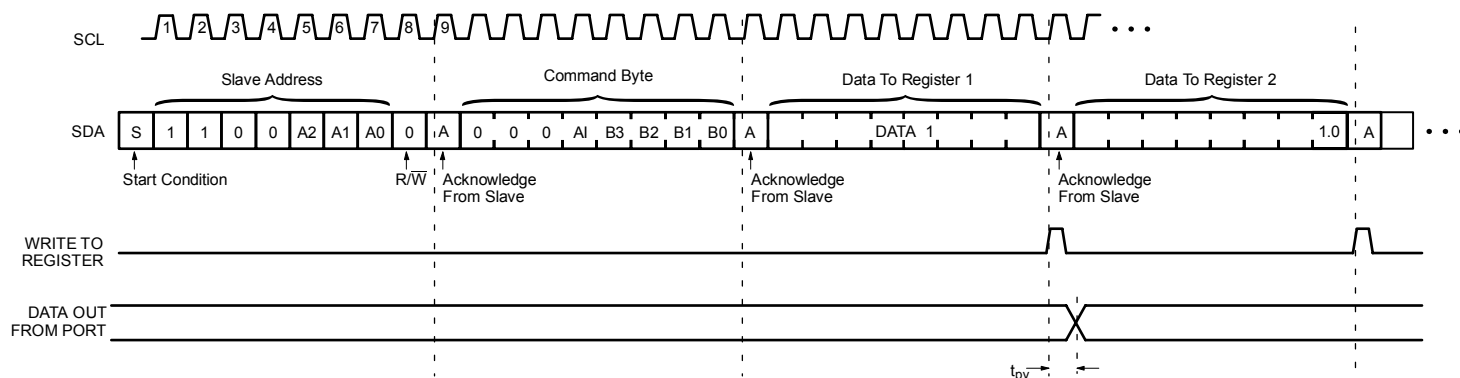 SCL 1 2 3 4 5 6 7 8 9 • • •
Slave Address Command Byte Data To Register 1 Data To Register 2
SDA S 1 1 0 0 A2 A1 A0 0 A 0 0 0 AI B3 B2 B1 B0 A DATA 1 A 1.0 A • • •
Start Condition R/W̅ Acknowledge Acknowledge Acknowledge
From Slave From Slave From Slave
WRITE TO
REGISTER
DATA OUT
FROM PORT
tpv